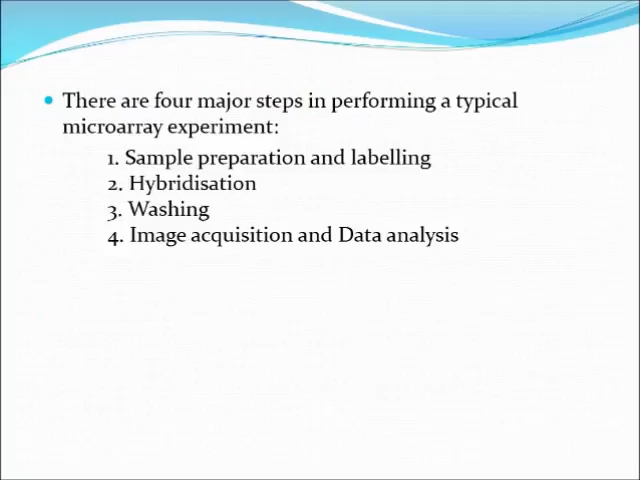 There are four major steps in performing a typical
microarray experiment:
1. Sample preparation and labelling
2. Hybridisation
3. Washing
4. Image acquisition and Data analysis